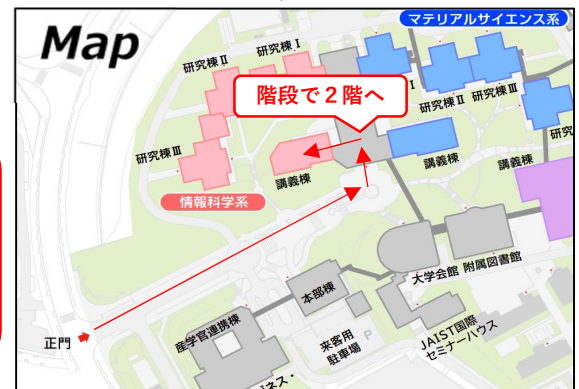 Map
マテリアルサイエンス系
研究棟Ⅱ
研究棟Ⅰ
階段で２階へ
Ⅰ
研究棟Ⅱ
研究棟Ⅲ
研究
研究棟Ⅲ
講義棟
講義棟
講義棟
情報科学系
大学会館
附属図書館
本部棟
正門
産学官連携棟
来客用
駐車場
P
JAIST国際
セミナーハウス
ジネス・